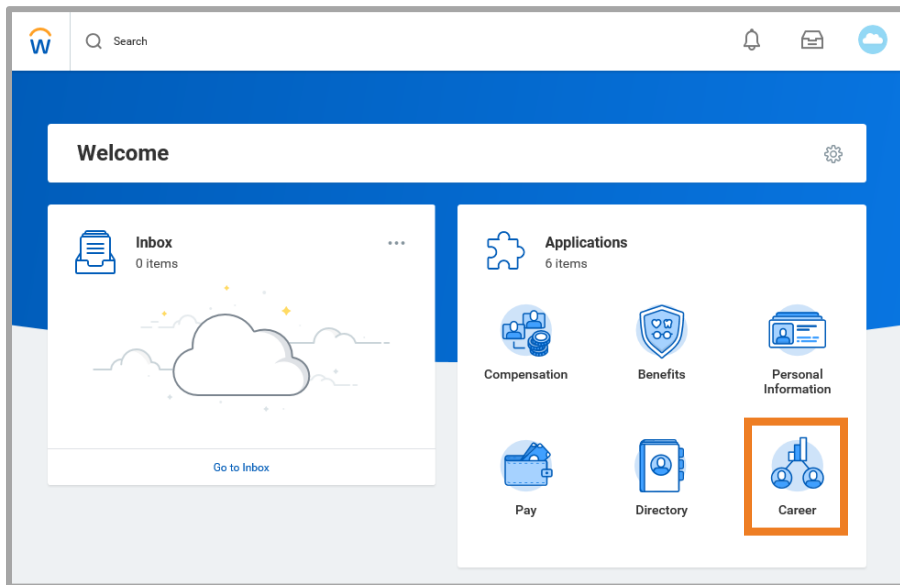 W
Search
Welcome
Inbox
0 items
Go to Inbox
Applications
6 items
Compensation
Benefits
Personal
Information
Pay
Directory
Career